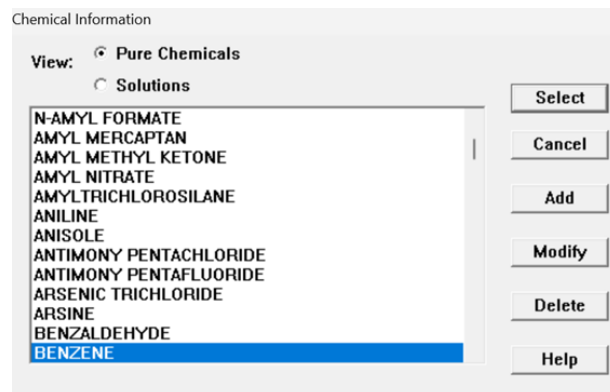 Chemical Information
View:
Pure Chemicals
Solutions
N-AMYL FORMATE
AMYL MERCAPTAN
AMYL METHYL KETONE
AMYL NITRATE
AMYLTRICHLOROSILANE
ANILINE
ANISOLE
ANTIMONY PENTACHLORIDE
ANTIMONY PENTAFLUORIDE
ARSENIC TRICHLORIDE
ARSINE
BENZALDEHYDE
BENZENE
Select
Cancel
Add
Modify
Delete
Help